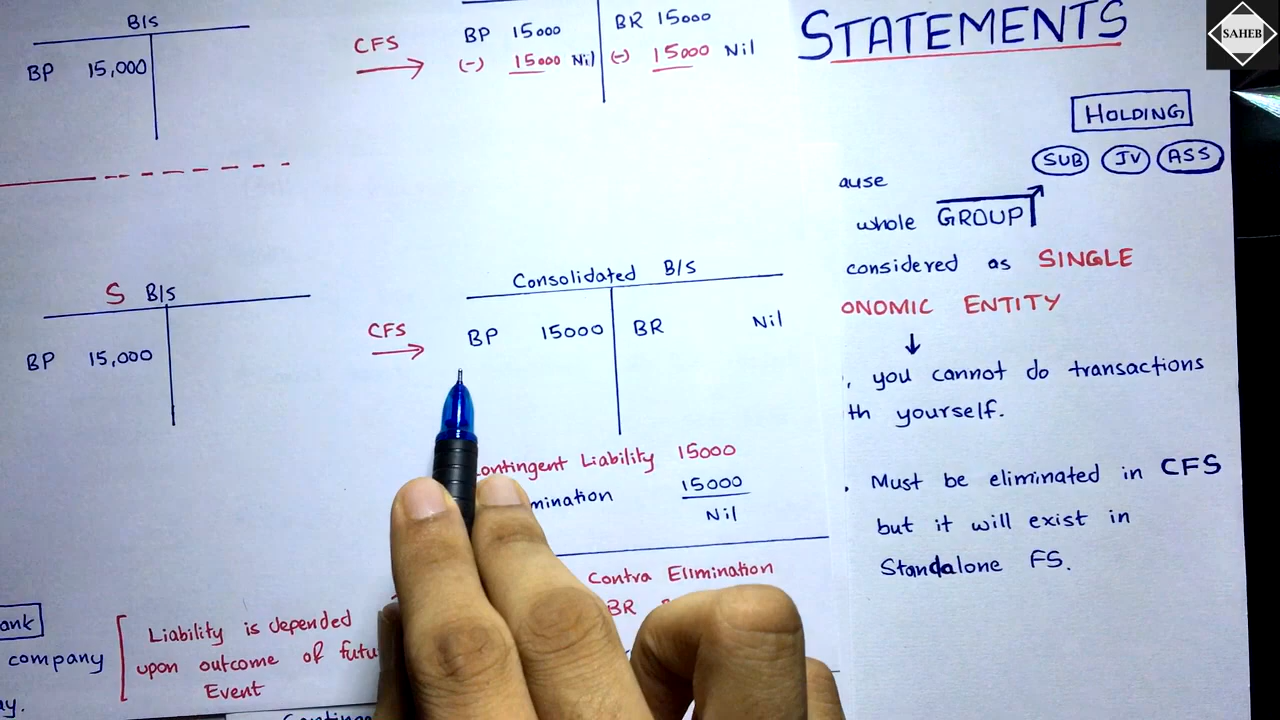 B/s
BP 15,000
CFS
BP 15000
(-) 15000 Nil
BR 15000
(-) 15000 Nil
STATEMENTS
SAHEB
HOLDING
SUB JV ASS
ause
whole GROUP
considered as SINGLE
ONOMIC ENTITY
, you cannot do transactions
th yourself.
. Must be eliminated in CFS
but it will exist in
Standalone FS.
S B/s
BP 15,000
CFS
Consolidated B/s
BP 15000 BR Nil
ontingent Liability 15000
mination 15000
Nil
Contra Elimination
BR
ank
company
ay.
Liability is depended
upon outcome of futu
Event